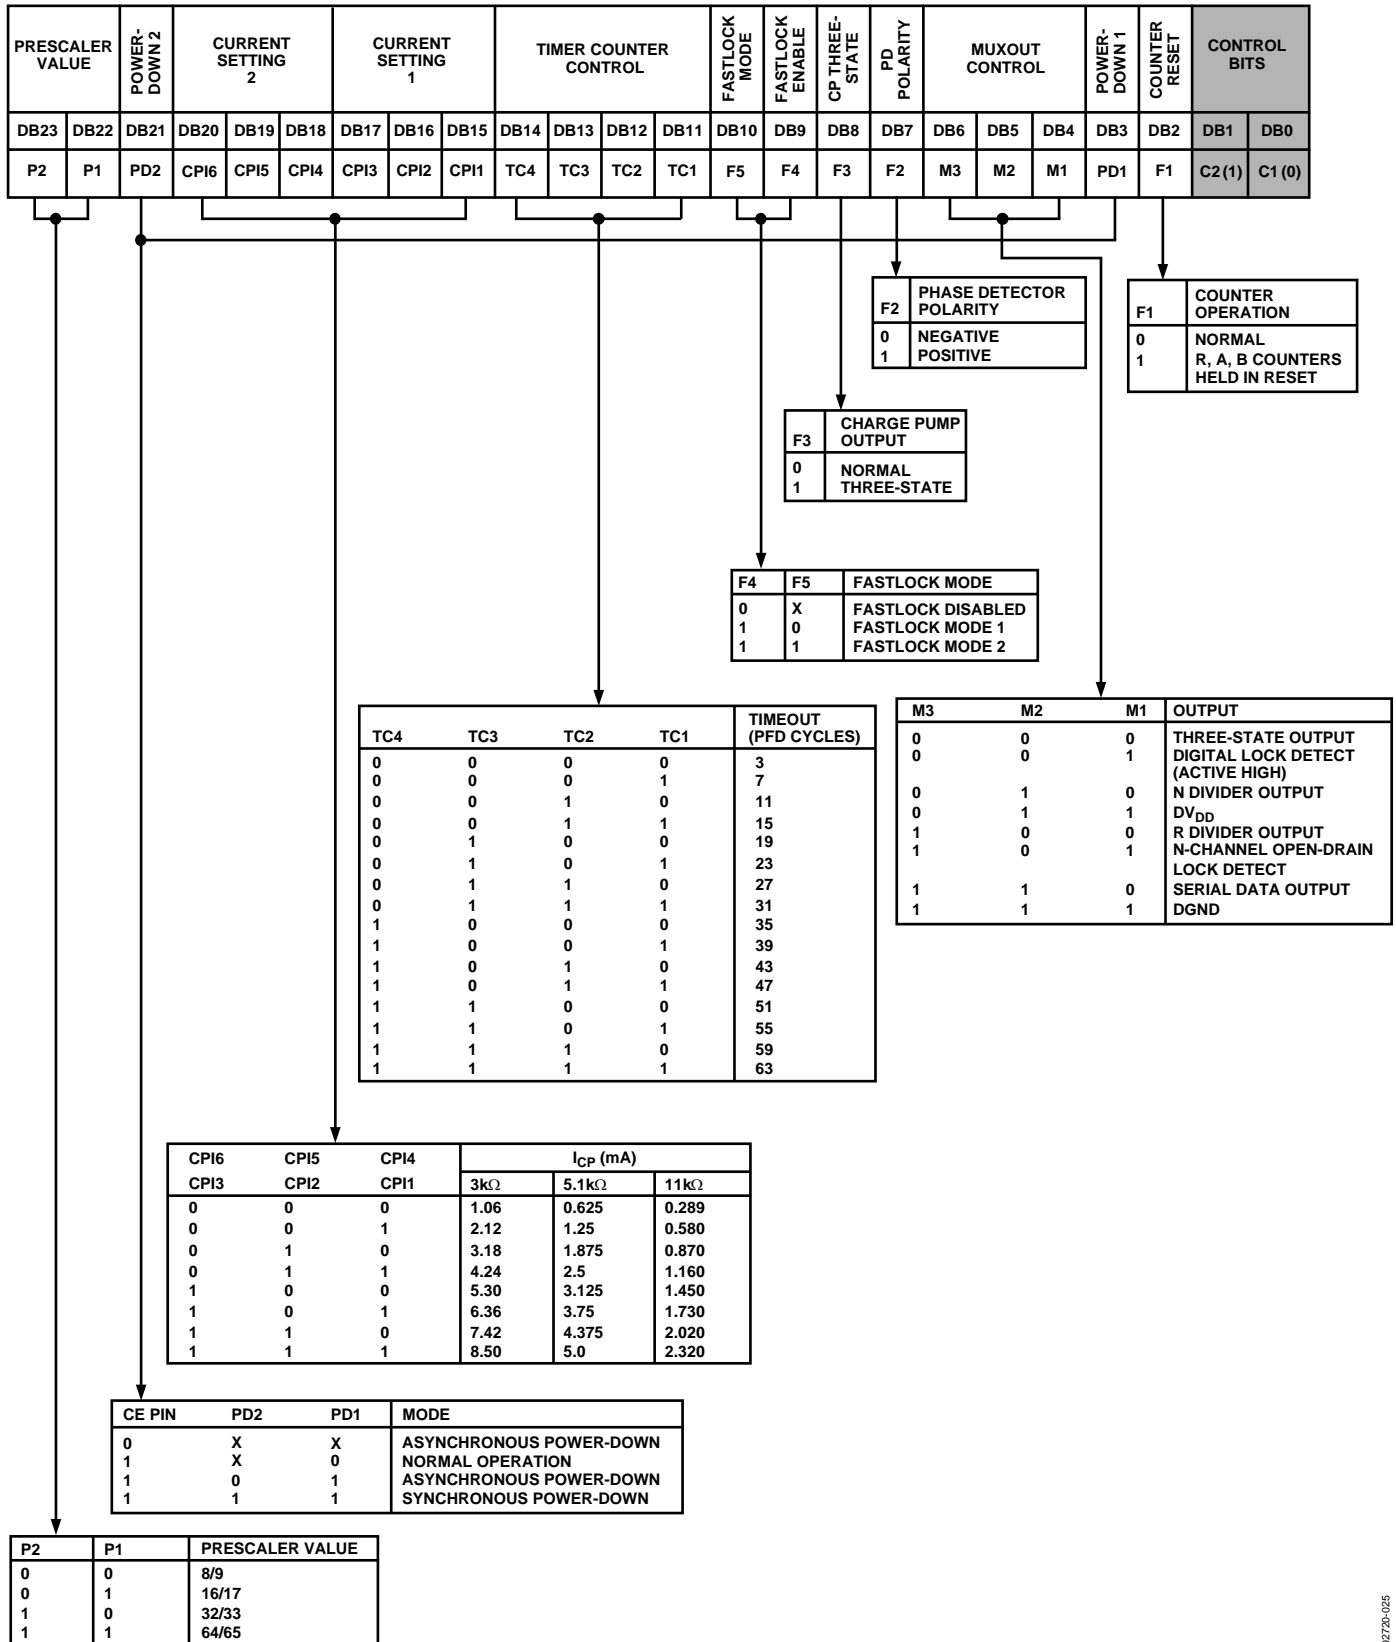 PRESCALER VALUE POWER-DOWN 2 CURRENT SETTING 2 CURRENT SETTING 1 TIMER COUNTER CONTROL FASTLOCK MODE FASTLOCK ENABLE CP THREE-STATE PD POLARITY MUXOUT CONTROL POWER-DOWN 1 COUNTER RESET CONTROL BITS
DB23 DB22 DB21 DB20 DB19 DB18 DB17 DB16 DB15 DB14 DB13 DB12 DB11 DB10 DB9 DB8 DB7 DB6 DB5 DB4 DB3 DB2 DB1 DB0
P2 P1 PD2 CPI6 CPI5 CPI4 CPI3 CPI2 CPI1 TC4 TC3 TC2 TC1 F5 F4 F3 F2 M3 M2 M1 PD1 F1 C2 (1) C1 (0)
F2 PHASE DETECTOR POLARITY
0 NEGATIVE
1 POSITIVE
F1 COUNTER OPERATION
0 NORMAL
1 R, A, B COUNTERS
HELD IN RESET
F3 CHARGE PUMP OUTPUT
0 NORMAL
1 THREE-STATE
F4 F5 FASTLOCK MODE
0 X FASTLOCK DISABLED
1 0 FASTLOCK MODE 1
1 1 FASTLOCK MODE 2
TC4 TC3 TC2 TC1 TIMEOUT (PFD CYCLES)
0 0 0 0 3
0 0 0 1 7
0 0 1 0 11
0 0 1 1 15
0 1 0 0 19
0 1 0 1 23
0 1 1 0 27
0 1 1 1 31
1 0 0 0 35
1 0 0 1 39
1 0 1 0 43
1 0 1 1 47
1 1 0 0 51
1 1 0 1 55
1 1 1 0 59
1 1 1 1 63
M3 M2 M1 OUTPUT
0 0 0 THREE-STATE OUTPUT
0 0 1 DIGITAL LOCK DETECT
(ACTIVE HIGH)
0 1 0 N DIVIDER OUTPUT
0 1 1 DVDD
1 0 0 R DIVIDER OUTPUT
1 0 1 N-CHANNEL OPEN-DRAIN
LOCK DETECT
1 1 0 SERIAL DATA OUTPUT
1 1 1 DGND
CPI6 CPI5 CPI4 ICP (mA)
CPI3 CPI2 CPI1 3kΩ 5.1kΩ 11kΩ
0 0 0 1.06 0.625 0.289
0 0 1 2.12 1.25 0.580
0 1 0 3.18 1.875 0.870
0 1 1 4.24 2.5 1.160
1 0 0 5.30 3.125 1.450
1 0 1 6.36 3.75 1.730
1 1 0 7.42 4.375 2.020
1 1 1 8.50 5.0 2.320
CE PIN PD2 PD1 MODE
0 X X ASYNCHRONOUS POWER-DOWN
1 X 0 NORMAL OPERATION
1 0 1 ASYNCHRONOUS POWER-DOWN
1 1 1 SYNCHRONOUS POWER-DOWN
P2 P1 PRESCALER VALUE
0 0 8/9
0 1 16/17
1 0 32/33
1 1 64/65